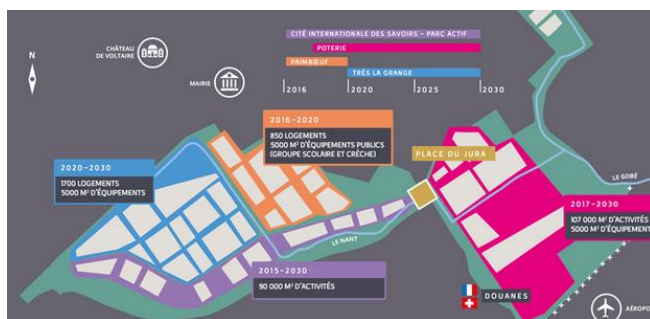 CITÉ INTERNATIONALE DES SAVOIRS – PARC ACTIF
POTERIE
PAIMBŒUF
TRÈS LA GRANGE
2016
2020
2025
2030
CHÂTEAU
DE VOLTAIRE
MAIRIE
N
2016–2020
850 LOGEMENTS
5000 M² D'ÉQUIPEMENTS PUBLICS
(GROUPE SCOLAIRE ET CRÈCHE)
PLACE DU JURA
2020–2030
1700 LOGEMENTS
5000 M² D'ÉQUIPEMENTS
LE GOBÉ
2017–2030
107 000 M² D'ACTIVITÉS
5000 M² D'ÉQUIPEMENT
LE NANT
2015–2030
90 000 M² D'ACTIVITÉS
DOUANES
AÉROPO